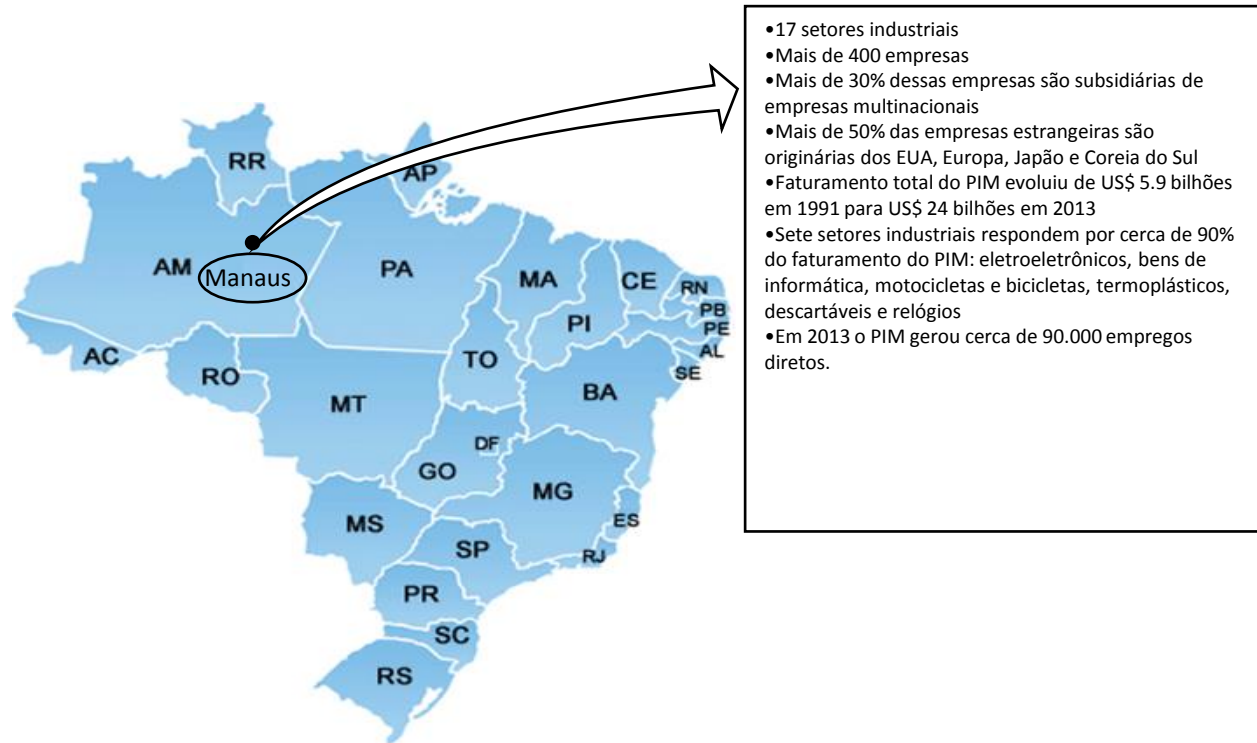 •17 setores industriais
•Mais de 400 empresas
•Mais de 30% dessas empresas são subsidiárias de
empresas multinacionais
•Mais de 50% das empresas estrangeiras são
originárias dos EUA, Europa, Japão e Coreia do Sul
•Faturamento total do PIM evoluiu de US$ 5.9 bilhões
em 1991 para US$ 24 bilhões em 2013
•Sete setores industriais respondem por cerca de 90%
do faturamento do PIM: eletroeletrônicos, bens de
informática, motocicletas e bicicletas, termoplásticos,
descartáveis e relógios
•Em 2013 o PIM gerou cerca de 90.000 empregos
diretos.
RR
AP
AM
Manaus
PA
MA
CE
RN
PB
PE
AL
SE
PI
AC
RO
TO
BA
MT
DF
GO
MG
ES
MS
SP
RJ
PR
SC
RS